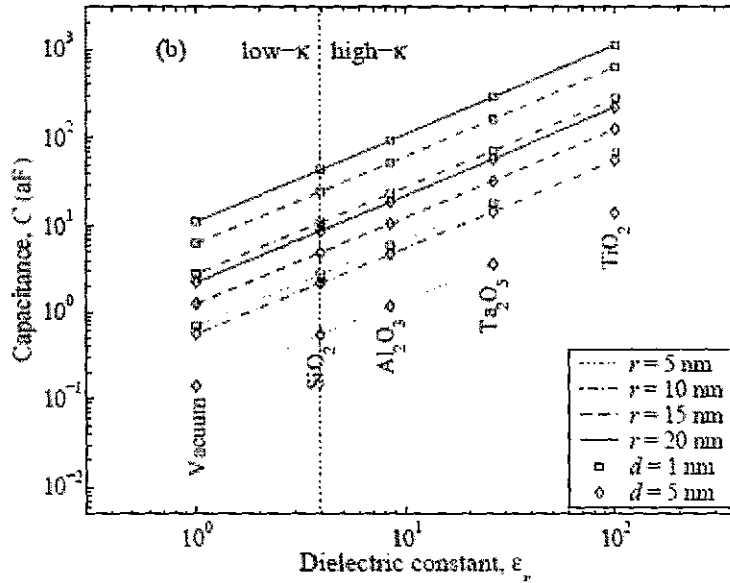 (b) low−κ high−κ
10³
10²
10¹
10⁰
10⁻¹
10⁻²
Capacitance, C (aF)
Vacuum
SiO₂
Al₂O₃
Ta₂O₅
TiO₂
r = 5 nm
r = 10 nm
r = 15 nm
r = 20 nm
d = 1 nm
d = 5 nm
10⁰ 10¹ 10²
Dielectric constant, εᵣ